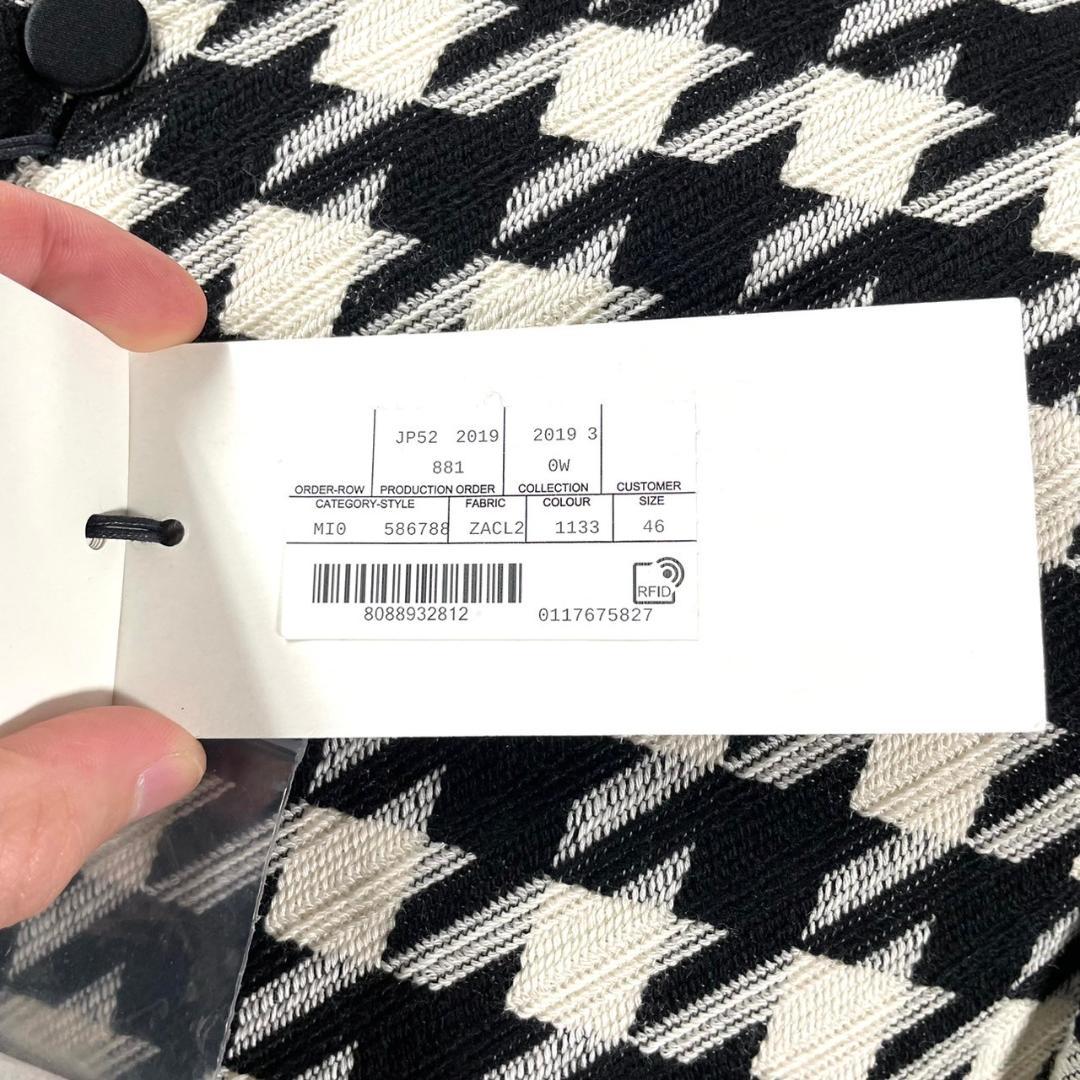 JP52 2019 2019 3
881 0W
ORDER-ROW PRODUCTION ORDER COLLECTION CUSTOMER
CATEGORY-STYLE FABRIC COLOUR SIZE
MI0 586788 ZACL2 1133 46
RFID
8088932812 0117675827